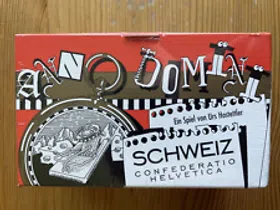 ANNO DOMINI
Ein Spiel von Urs Hostettler
SCHWEIZ
CONFEDERATIO
HELVETICA